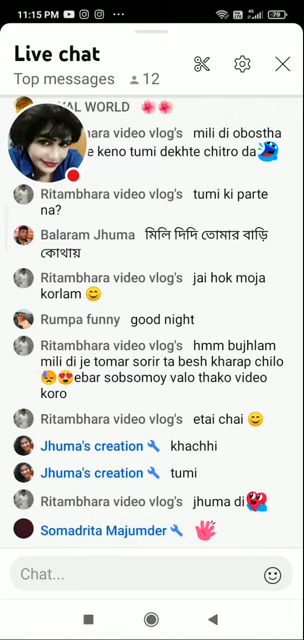 11:15 PM
79
Live chat
Top messages 12
AL WORLD
hara video vlog's mili di obostha
e keno tumi dekhte chitro da
Ritambhara video vlog's tumi ki parte
na?
Balaram Jhuma মিলি দিদি তোমার বাড়ি
কোথায়
Ritambhara video vlog's jai hok moja
korlam 😊
Rumpa funny good night
Ritambhara video vlog's hmm bujhlam
mili di je tomar sorir ta besh kharap chilo
😓😍ebar sobsomoy valo thako video
koro
Ritambhara video vlog's etai chai 😊
Jhuma's creation khachhi
Jhuma's creation tumi
Ritambhara video vlog's jhuma di
Somadrita Majumder
Chat...